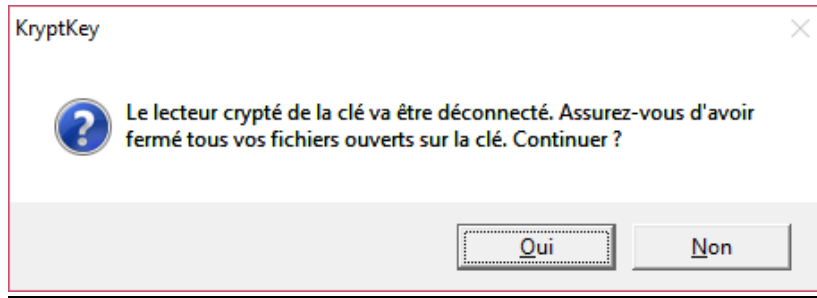 KryptKey
Le lecteur crypté de la clé va être déconnecté. Assurez-vous d'avoir
fermé tous vos fichiers ouverts sur la clé. Continuer ?
Oui
Non